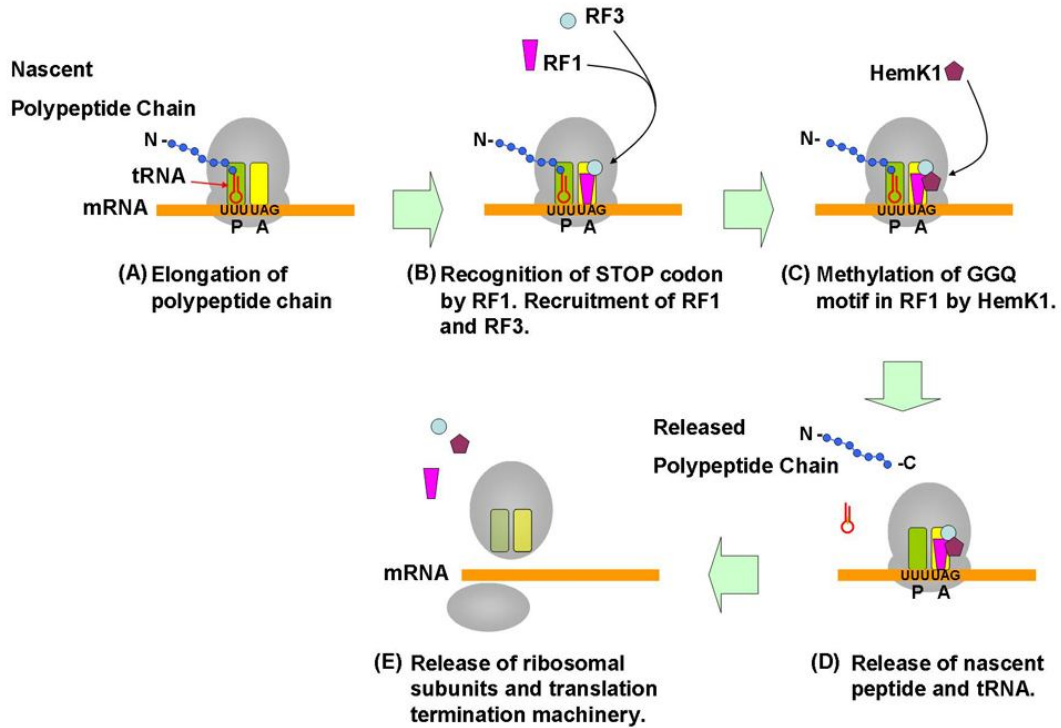 Nascent
Polypeptide Chain
N -
tRNA
mRNA
UUU UAG
P A
(A) Elongation of
polypeptide chain
RF3
RF1
N-
UUUUAG
P A
(B) Recognition of STOP codon
by RF1. Recruitment of RF1
and RF3.
HemK1
N-
UUUUAG
P A
(C) Methylation of GGQ
motif in RF1 by HemK1.
Released
Polypeptide Chain
N -
-C
UUUUAG
P A
(D) Release of nascent
peptide and tRNA.
mRNA
(E) Release of ribosomal
subunits and translation
termination machinery.